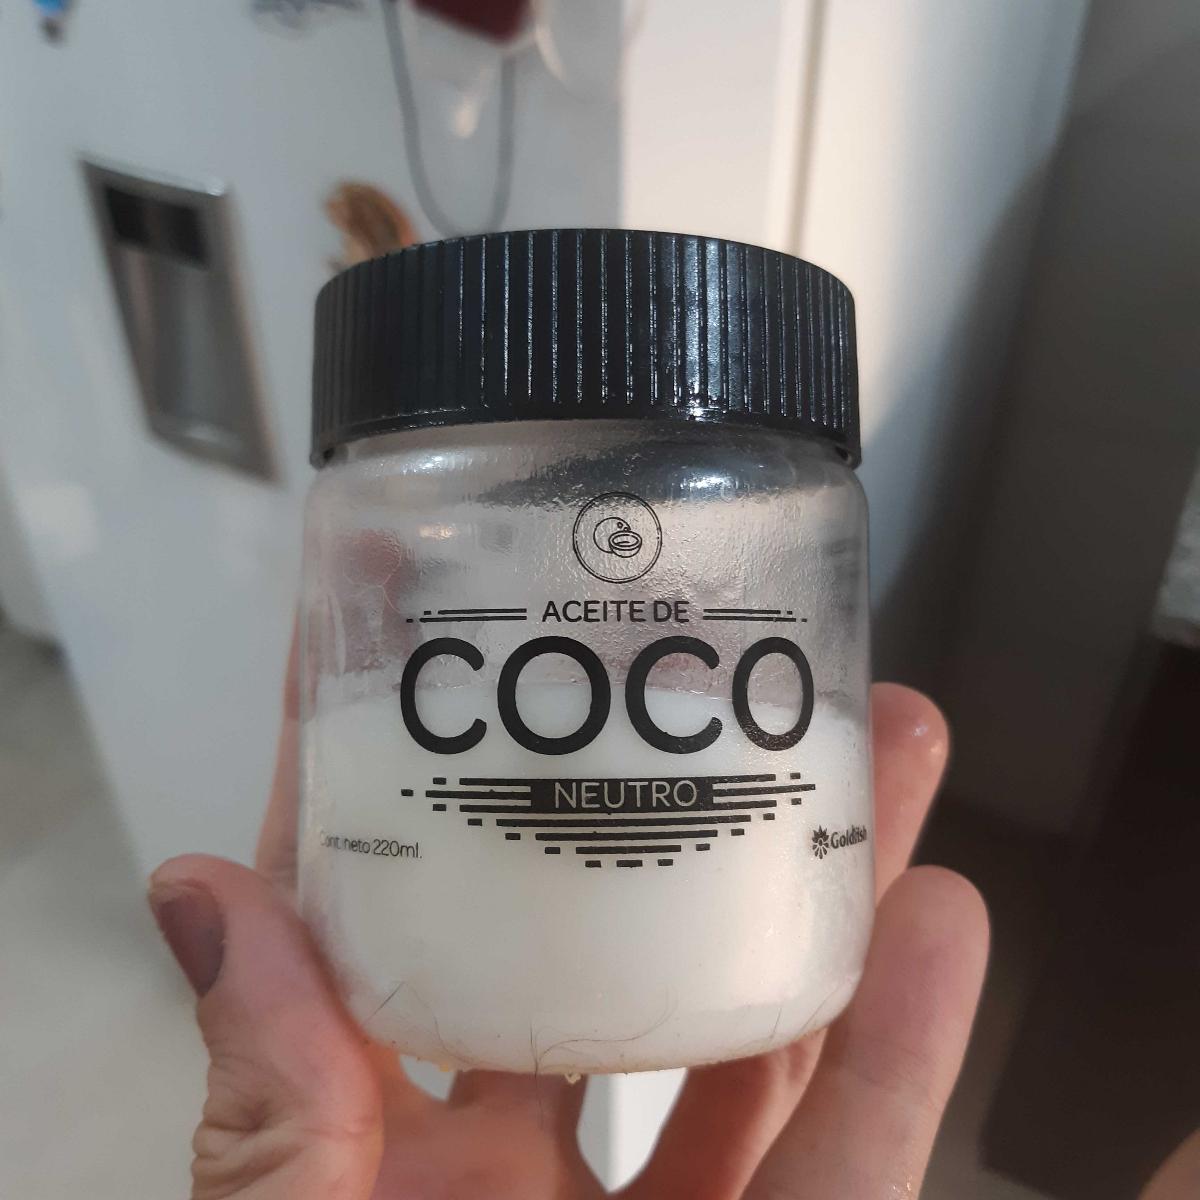 ACEITE DE
COCO
NEUTRO
Cont. neto 220ml.
Goldfish